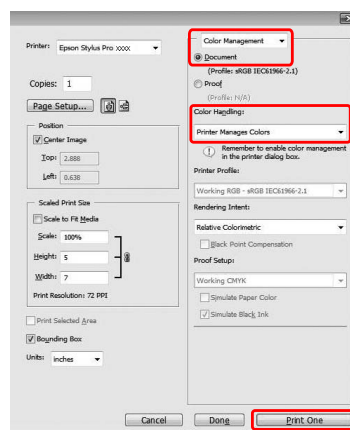 Printer: Epson Stylus Pro xxxx
Copies: 1
Page Setup...
Position
Center Image
Top: 2.888
Left: 0.638
Scaled Print Size
Scale to Fit Media
Scale: 100%
Height: 5
Width: 7
Print Resolution: 72 PPI
Print Selected Area
Bounding Box
Units: inches
Color Management
Document
(Profile: sRGB IEC61966-2.1)
Proof
(Profile: N/A)
Color Handling:
Printer Manages Colors
Remember to enable color management
in the printer dialog box.
Printer Profile:
Working RGB - sRGB IEC61966-2.1
Rendering Intent:
Relative Colorimetric
Black Point Compensation
Proof Setup:
Working CMYK
Simulate Paper Color
Simulate Black Ink
Cancel
Done
Print One